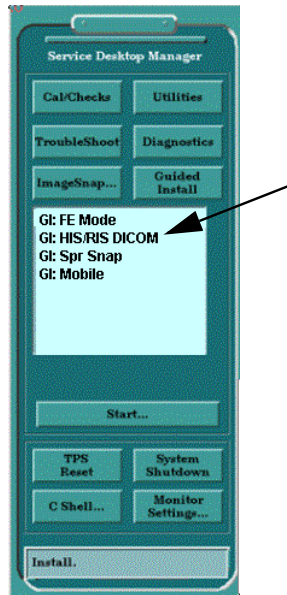 Service Desktop Manager
Cal/Checks
Utilities
TroubleShoot
Diagnostics
ImageSnap...
Guided
Install
GI: FE Mode
GI: HIS/RIS DICOM
GI: Spr Snap
GI: Mobile
Start...
TPS
Reset
System
Shutdown
C Shell...
Monitor
Settings...
Install.